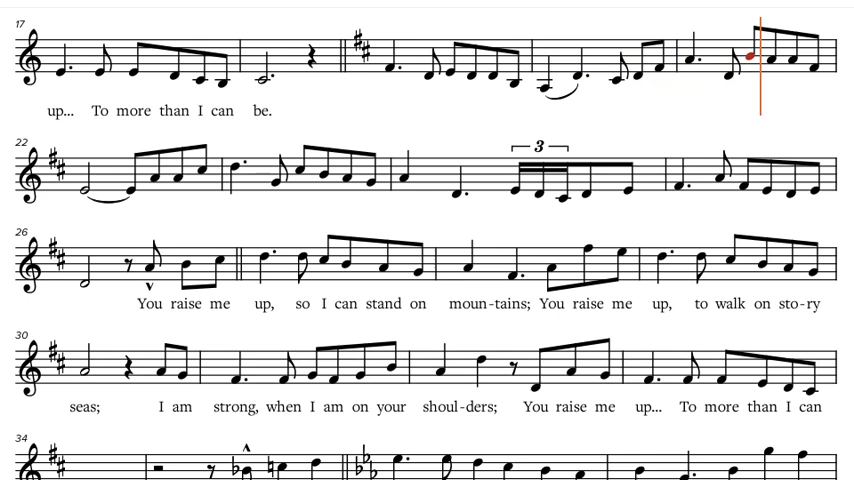 17
up... To more than I can be.
22
3
26
You raise me up, so I can stand on moun-tains; You raise me up, to walk on sto-ry
30
seas; I am strong, when I am on your shoul-ders; You raise me up... To more than I can
34